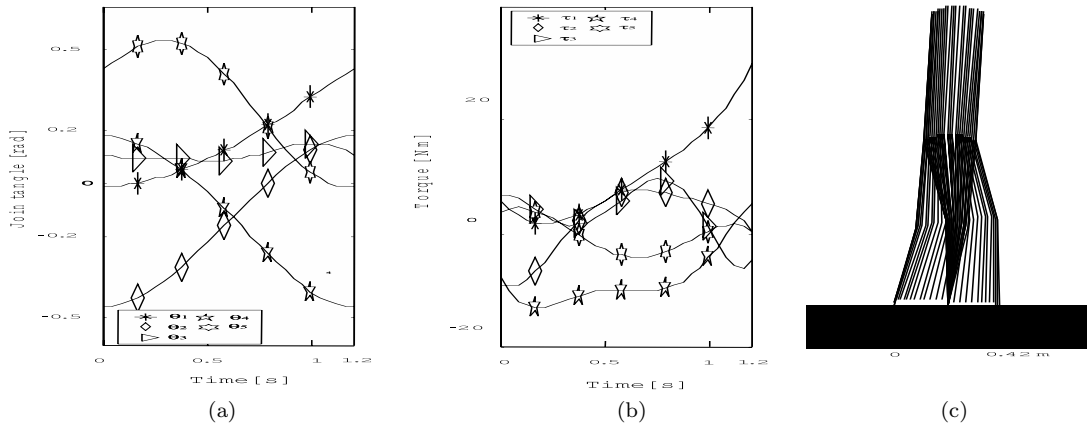 0.5
0.2
0
-0.2
-0.5
Join tangle [rad]
Θ1 Θ4
Θ2 Θ5
Θ3
0 0.5 1 1.2
Time [s]
(a)
τ1 τ4
τ2 τ5
τ3
20
0
-20
Torque [Nm]
0 0.5 1 1.2
Time [s]
(b)
0 0.42 m
(c)